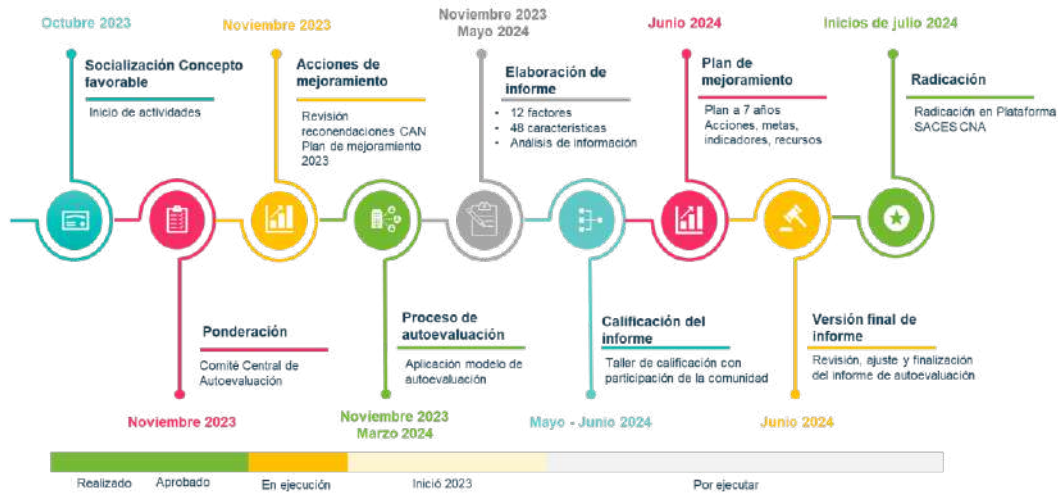 Octubre 2023
Socialización Concepto
favorable
Inicio de actividades
Noviembre 2023
Acciones de
mejoramiento
Revisión
reconendaciones CAN
Plan de mejoramiento
2023
Noviembre 2023
Mayo 2024
Elaboración de
informe
• 12 factores
• 48 características
• Análisis de información
Junio 2024
Plan de
mejoramiento
Plan a 7 años
Acciones, metas,
indicadores, recursos
Inicios de julio 2024
Radicación
Radicación en Plataforma
SACES CNA
Ponderación
Comité Central de
Autoevaluación
Noviembre 2023
Proceso de
autoevaluación
Aplicación modelo de
autoevaluación
Noviembre 2023
Marzo 2024
Calificación del
informe
Taller de calificación con
participación de la comunidad
Mayo - Junio 2024
Versión final de
informe
Revisión, ajuste y finalización
del informe de autoevaluación
Junio 2024
Realizado
Aprobado
En ejecución
Inició 2023
Por ejecutar